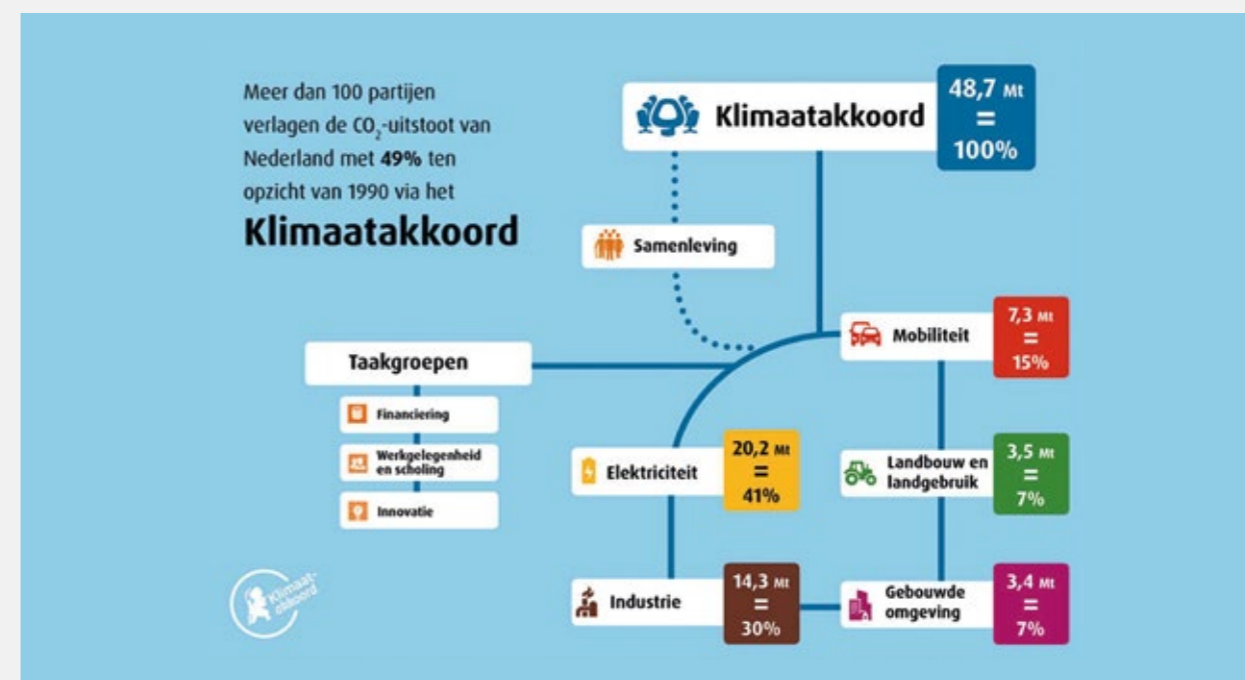 Meer dan 100 partijen
verlagen de CO₂-uitstoot van
Nederland met 49% ten
opzicht van 1990 via het
Klimaatakkoord
Klimaatakkoord
48,7 Mt
=
100%
Samenleving
Mobiliteit
7,3 Mt
=
15%
Taakgroepen
Financiering
Werkgelegenheid
en scholing
Innovatie
Elektriciteit
20,2 Mt
=
41%
Landbouw en
landgebruik
3,5 Mt
=
7%
Industrie
14,3 Mt
=
30%
Gebouwde
omgeving
3,4 Mt
=
7%
Klimaat-
akkoord